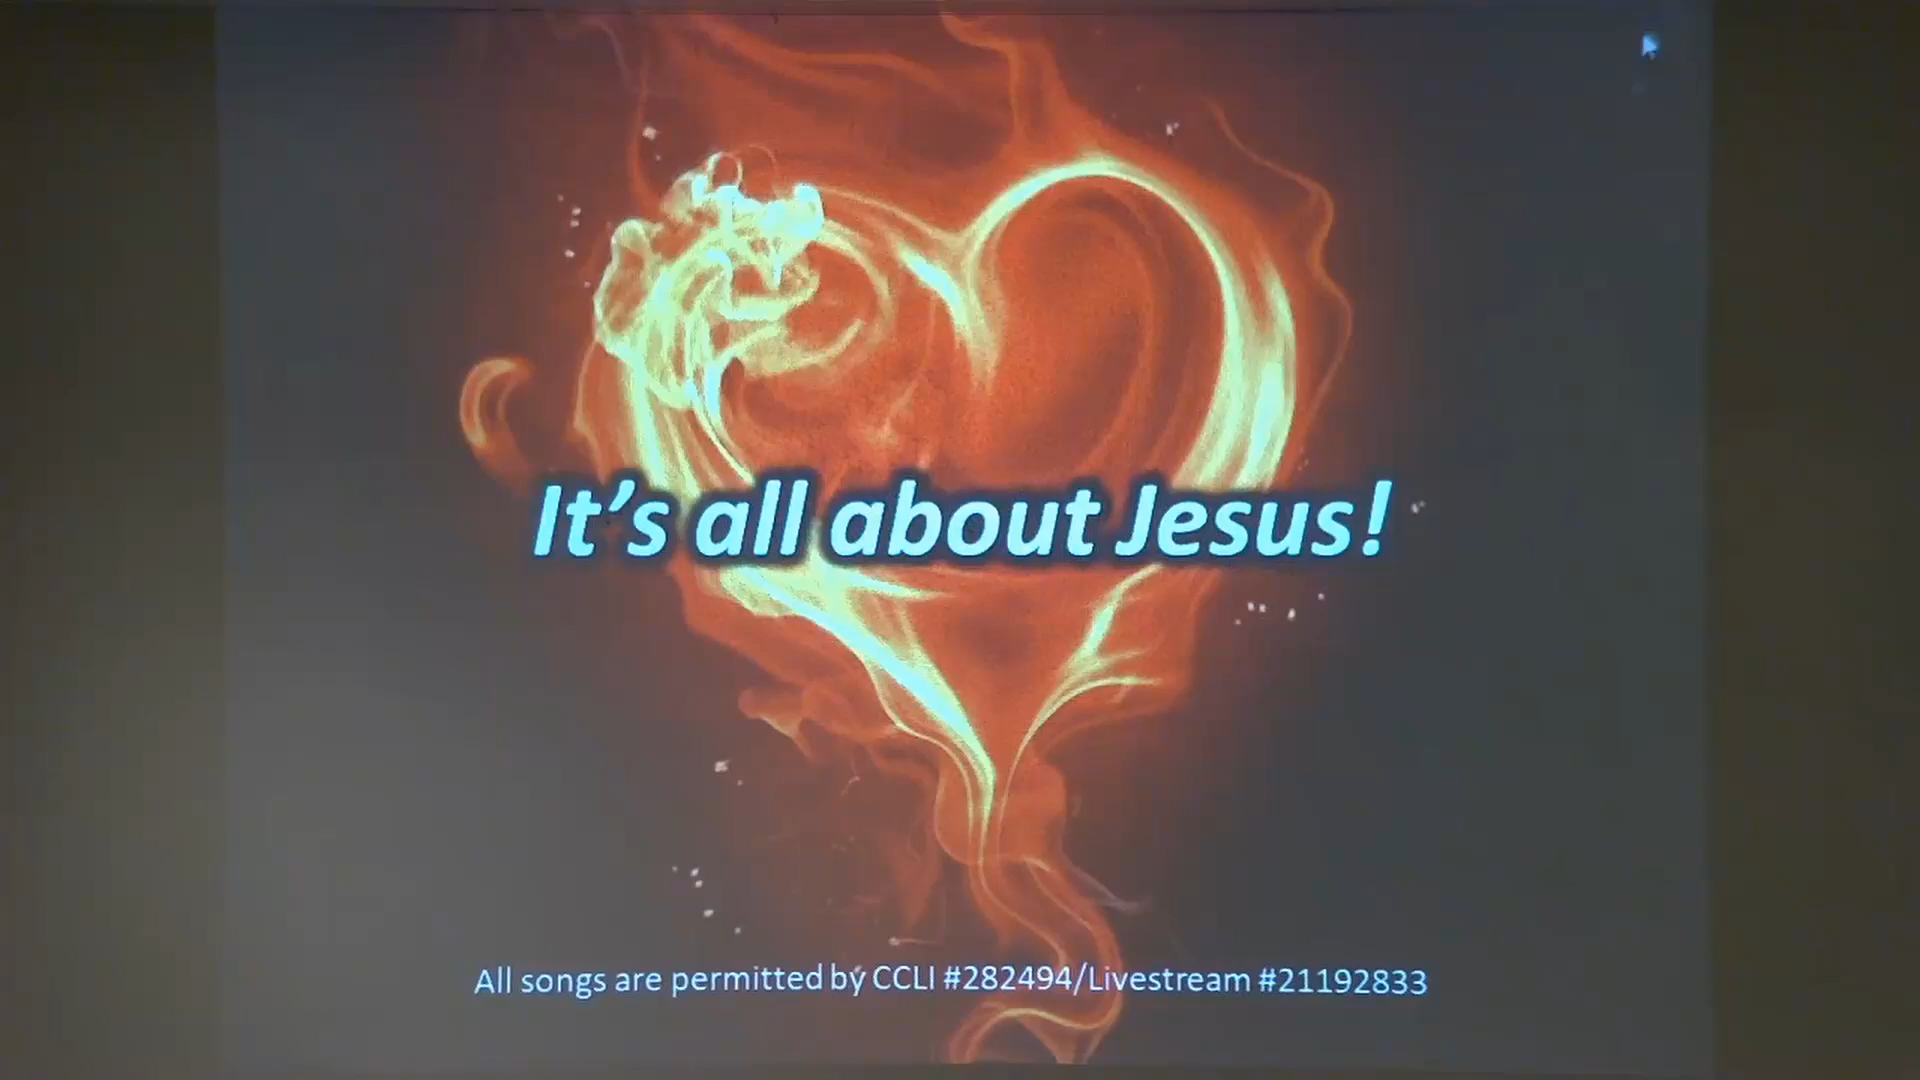 It’s all about Jesus!
All songs are permitted by CCLI #282494/Livestream #21192833